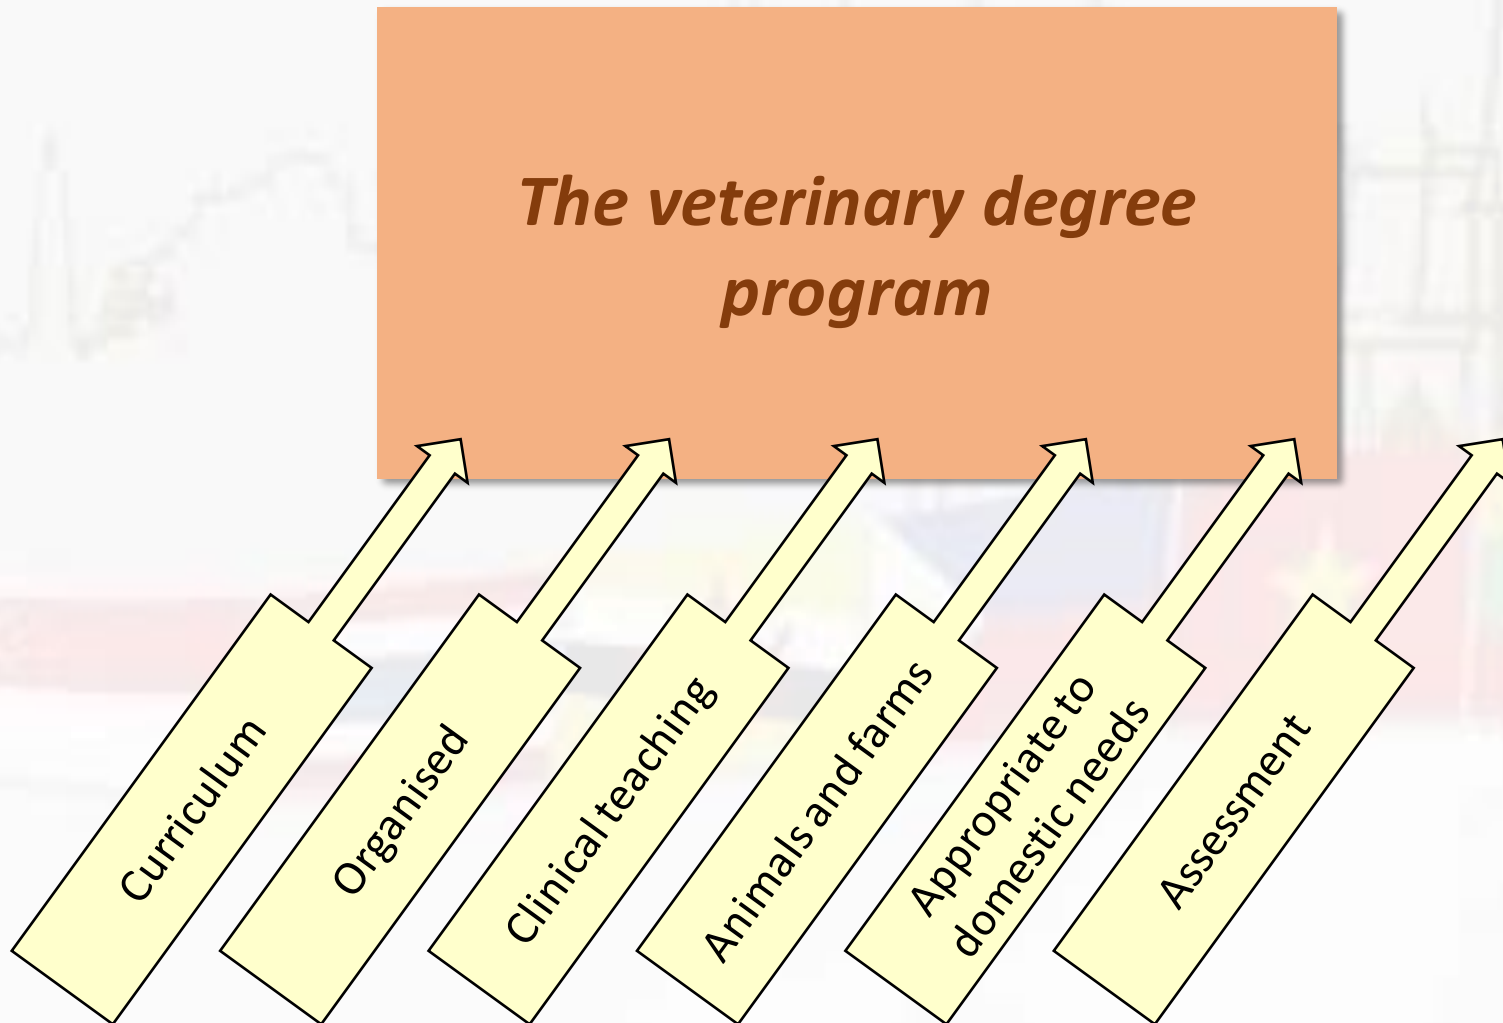 The veterinary degree
program
Curriculum
Organised
Clinical teaching
Animals and farms
Appropriate to
domestic needs
Assessment